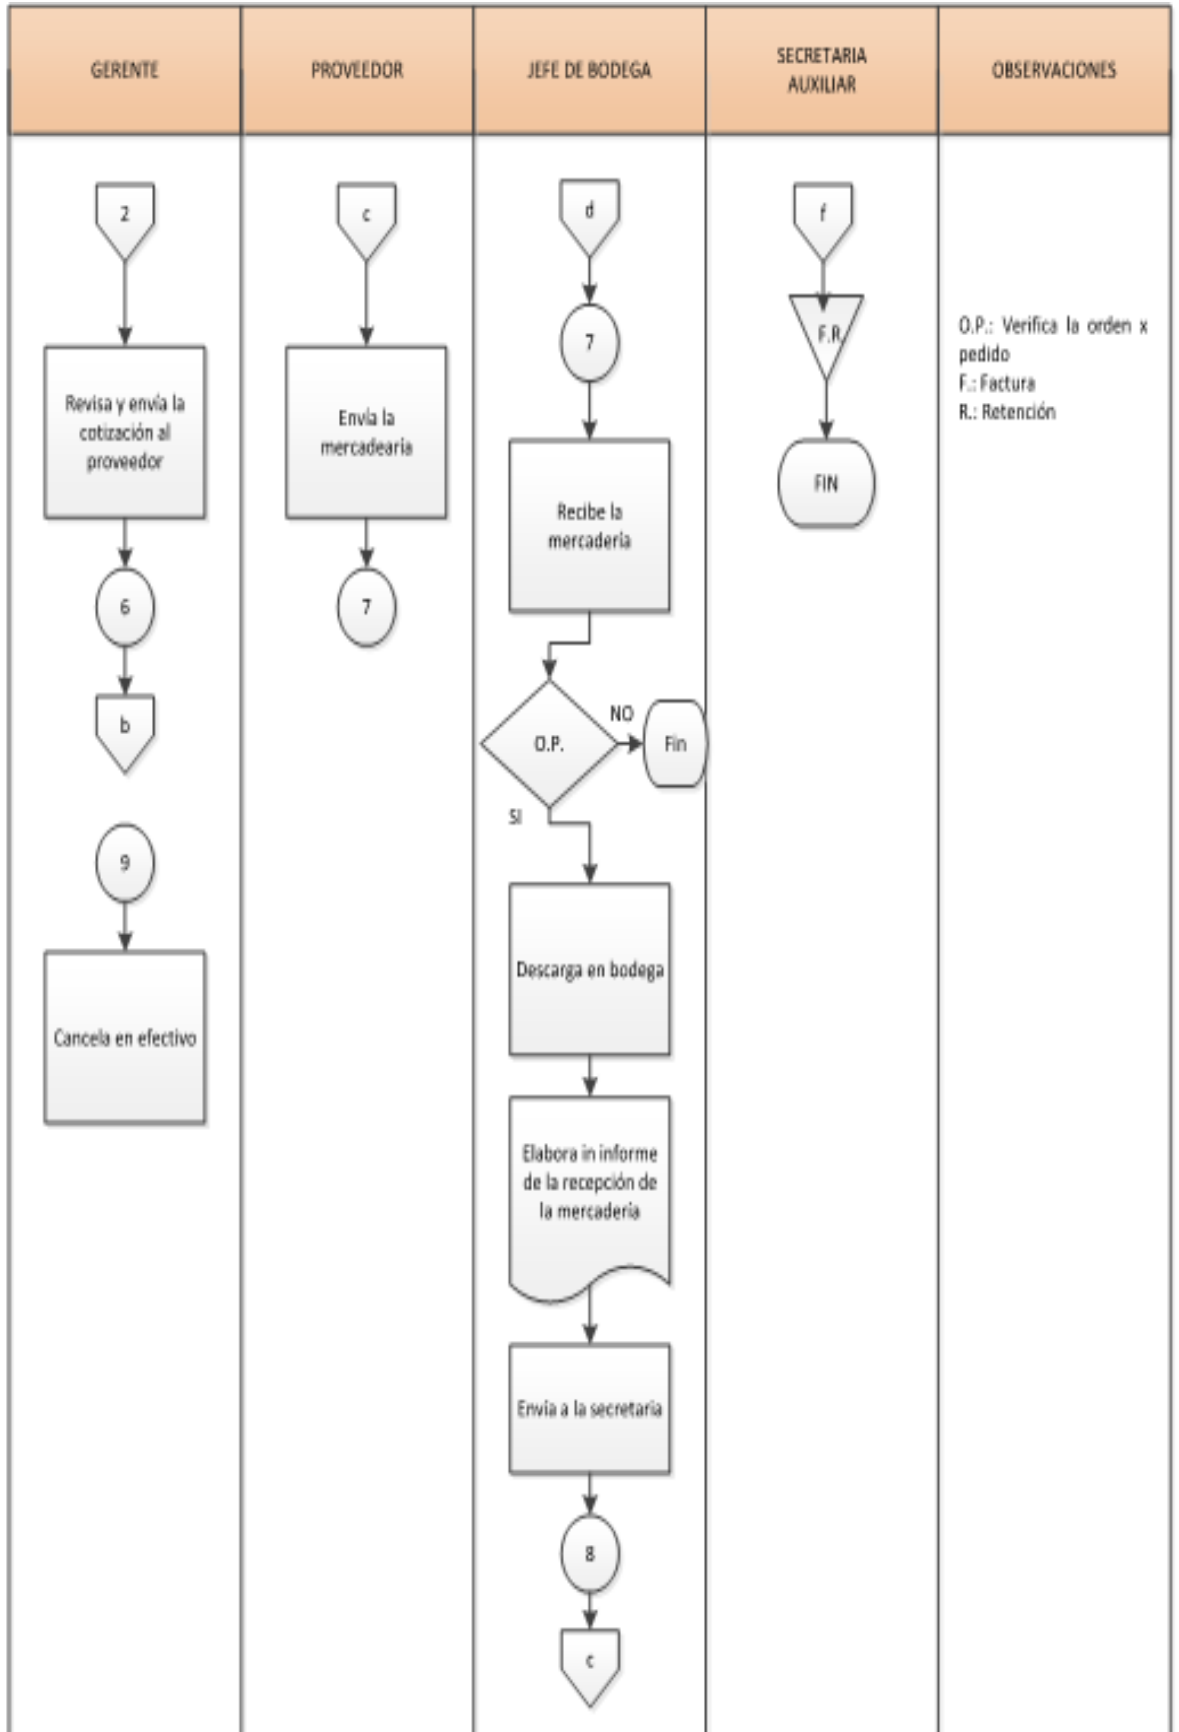 GERENTE
PROVEEDOR
JEFE DE BODEGA
SECRETARIA
AUXILIAR
OBSERVACIONES
2
Revisa y envía la
cotización al
proveedor
6
b
9
Cancela en efectivo
c
Envía la
mercadearía
7
d
7
Recibe la
mercadería
O.P.
NO
Fin
SI
Descarga en bodega
Elabora in informe
de la recepción de
la mercadería
Envía a la secretaria
8
c
f
F.R.
FIN
O.P.: Verifica la orden x
pedido
F.: Factura
R.: Retención